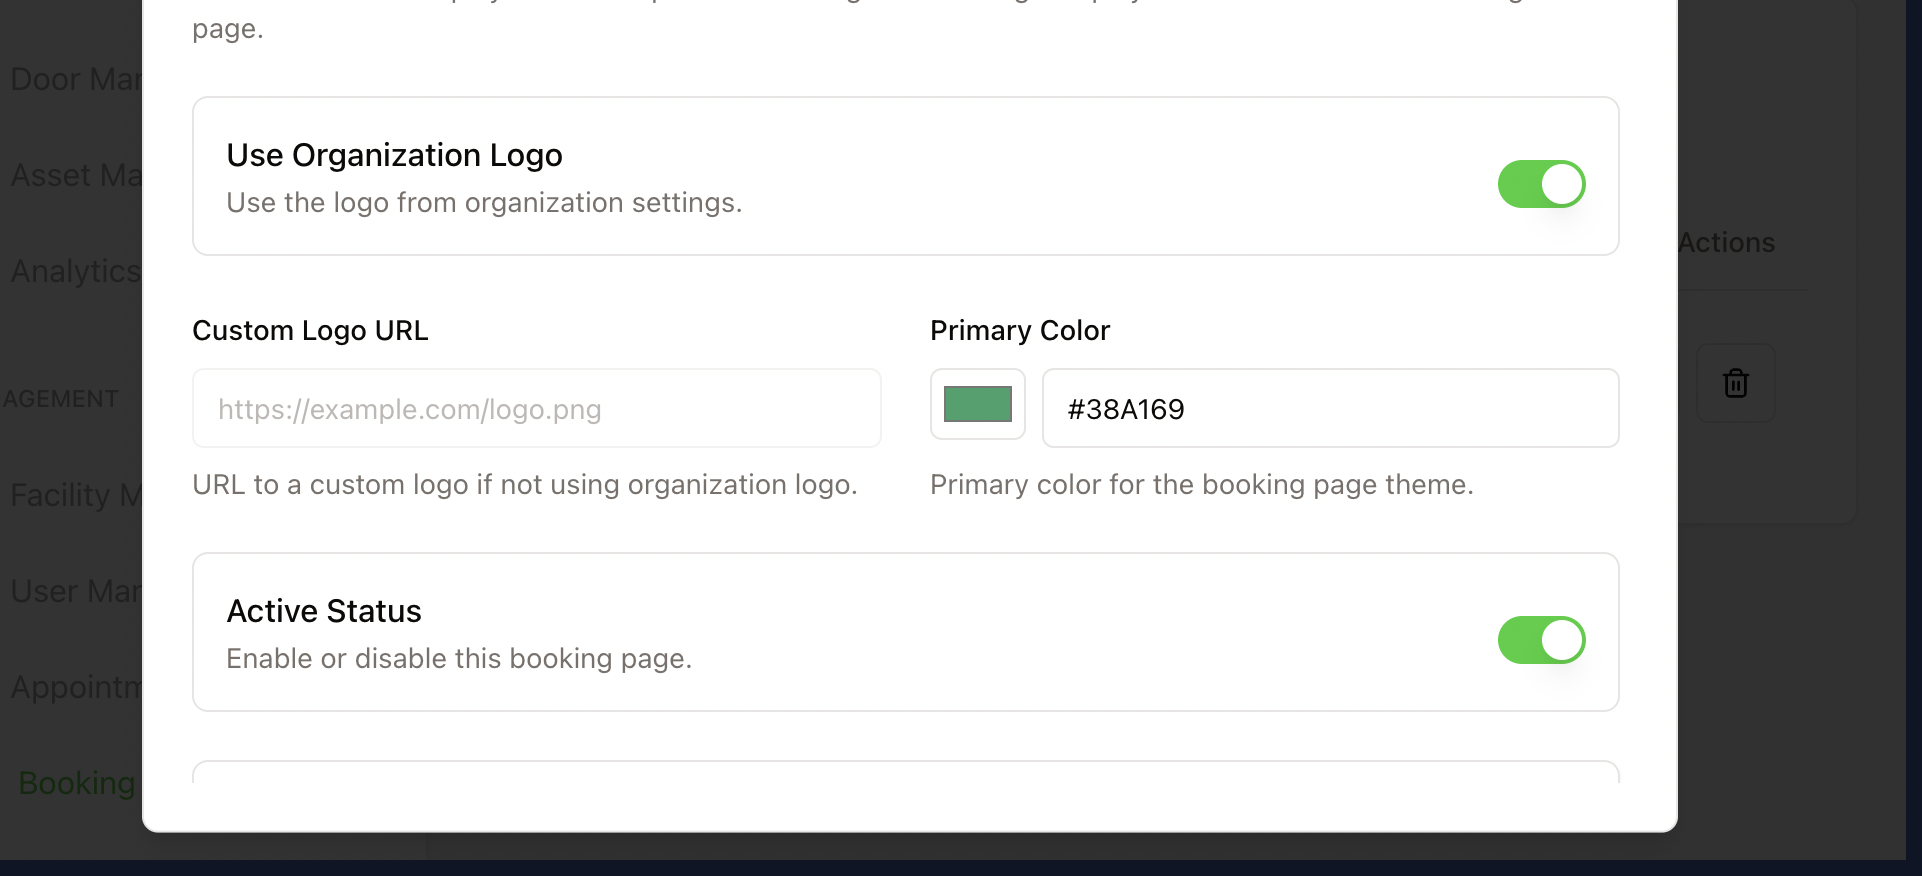 page.
Door Mar
Asset Ma
Analytics
AGEMENT
Facility M
User Mar
Appointm
Booking
Use Organization Logo
Use the logo from organization settings.
Custom Logo URL
https://example.com/logo.png
URL to a custom logo if not using organization logo.
Primary Color
#38A169
Primary color for the booking page theme.
Active Status
Enable or disable this booking page.
Actions